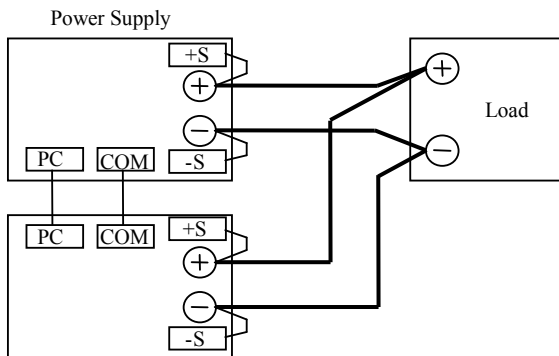 Power Supply
+S
+
−
-S
PC COM
Load
+
−
PC COM
+S
+
−
-S